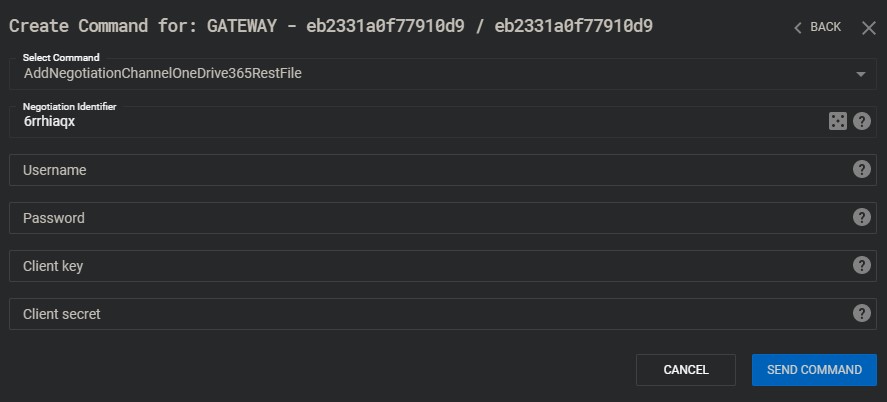 Create Command for: GATEWAY - eb2331a0f77910d9 / eb2331a0f77910d9
BACK
Select Command
AddNegotiationChannelOneDrive365RestFile
Negotiation Identifier
6rrhiaqx
?
Username
?
Password
?
Client key
?
Client secret
?
CANCEL
SEND COMMAND